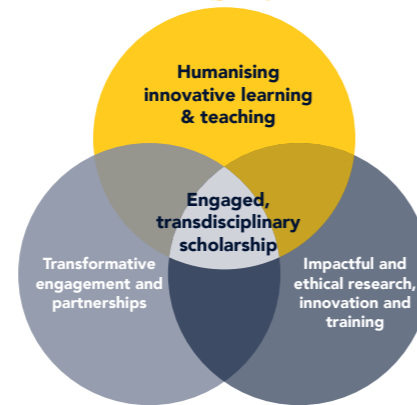 Humanising
innovative learning
& teaching
Engaged,
transdisciplinary
scholarship
Transformative
engagement and
partnerships
Impactful and
ethical research,
innovation and
training